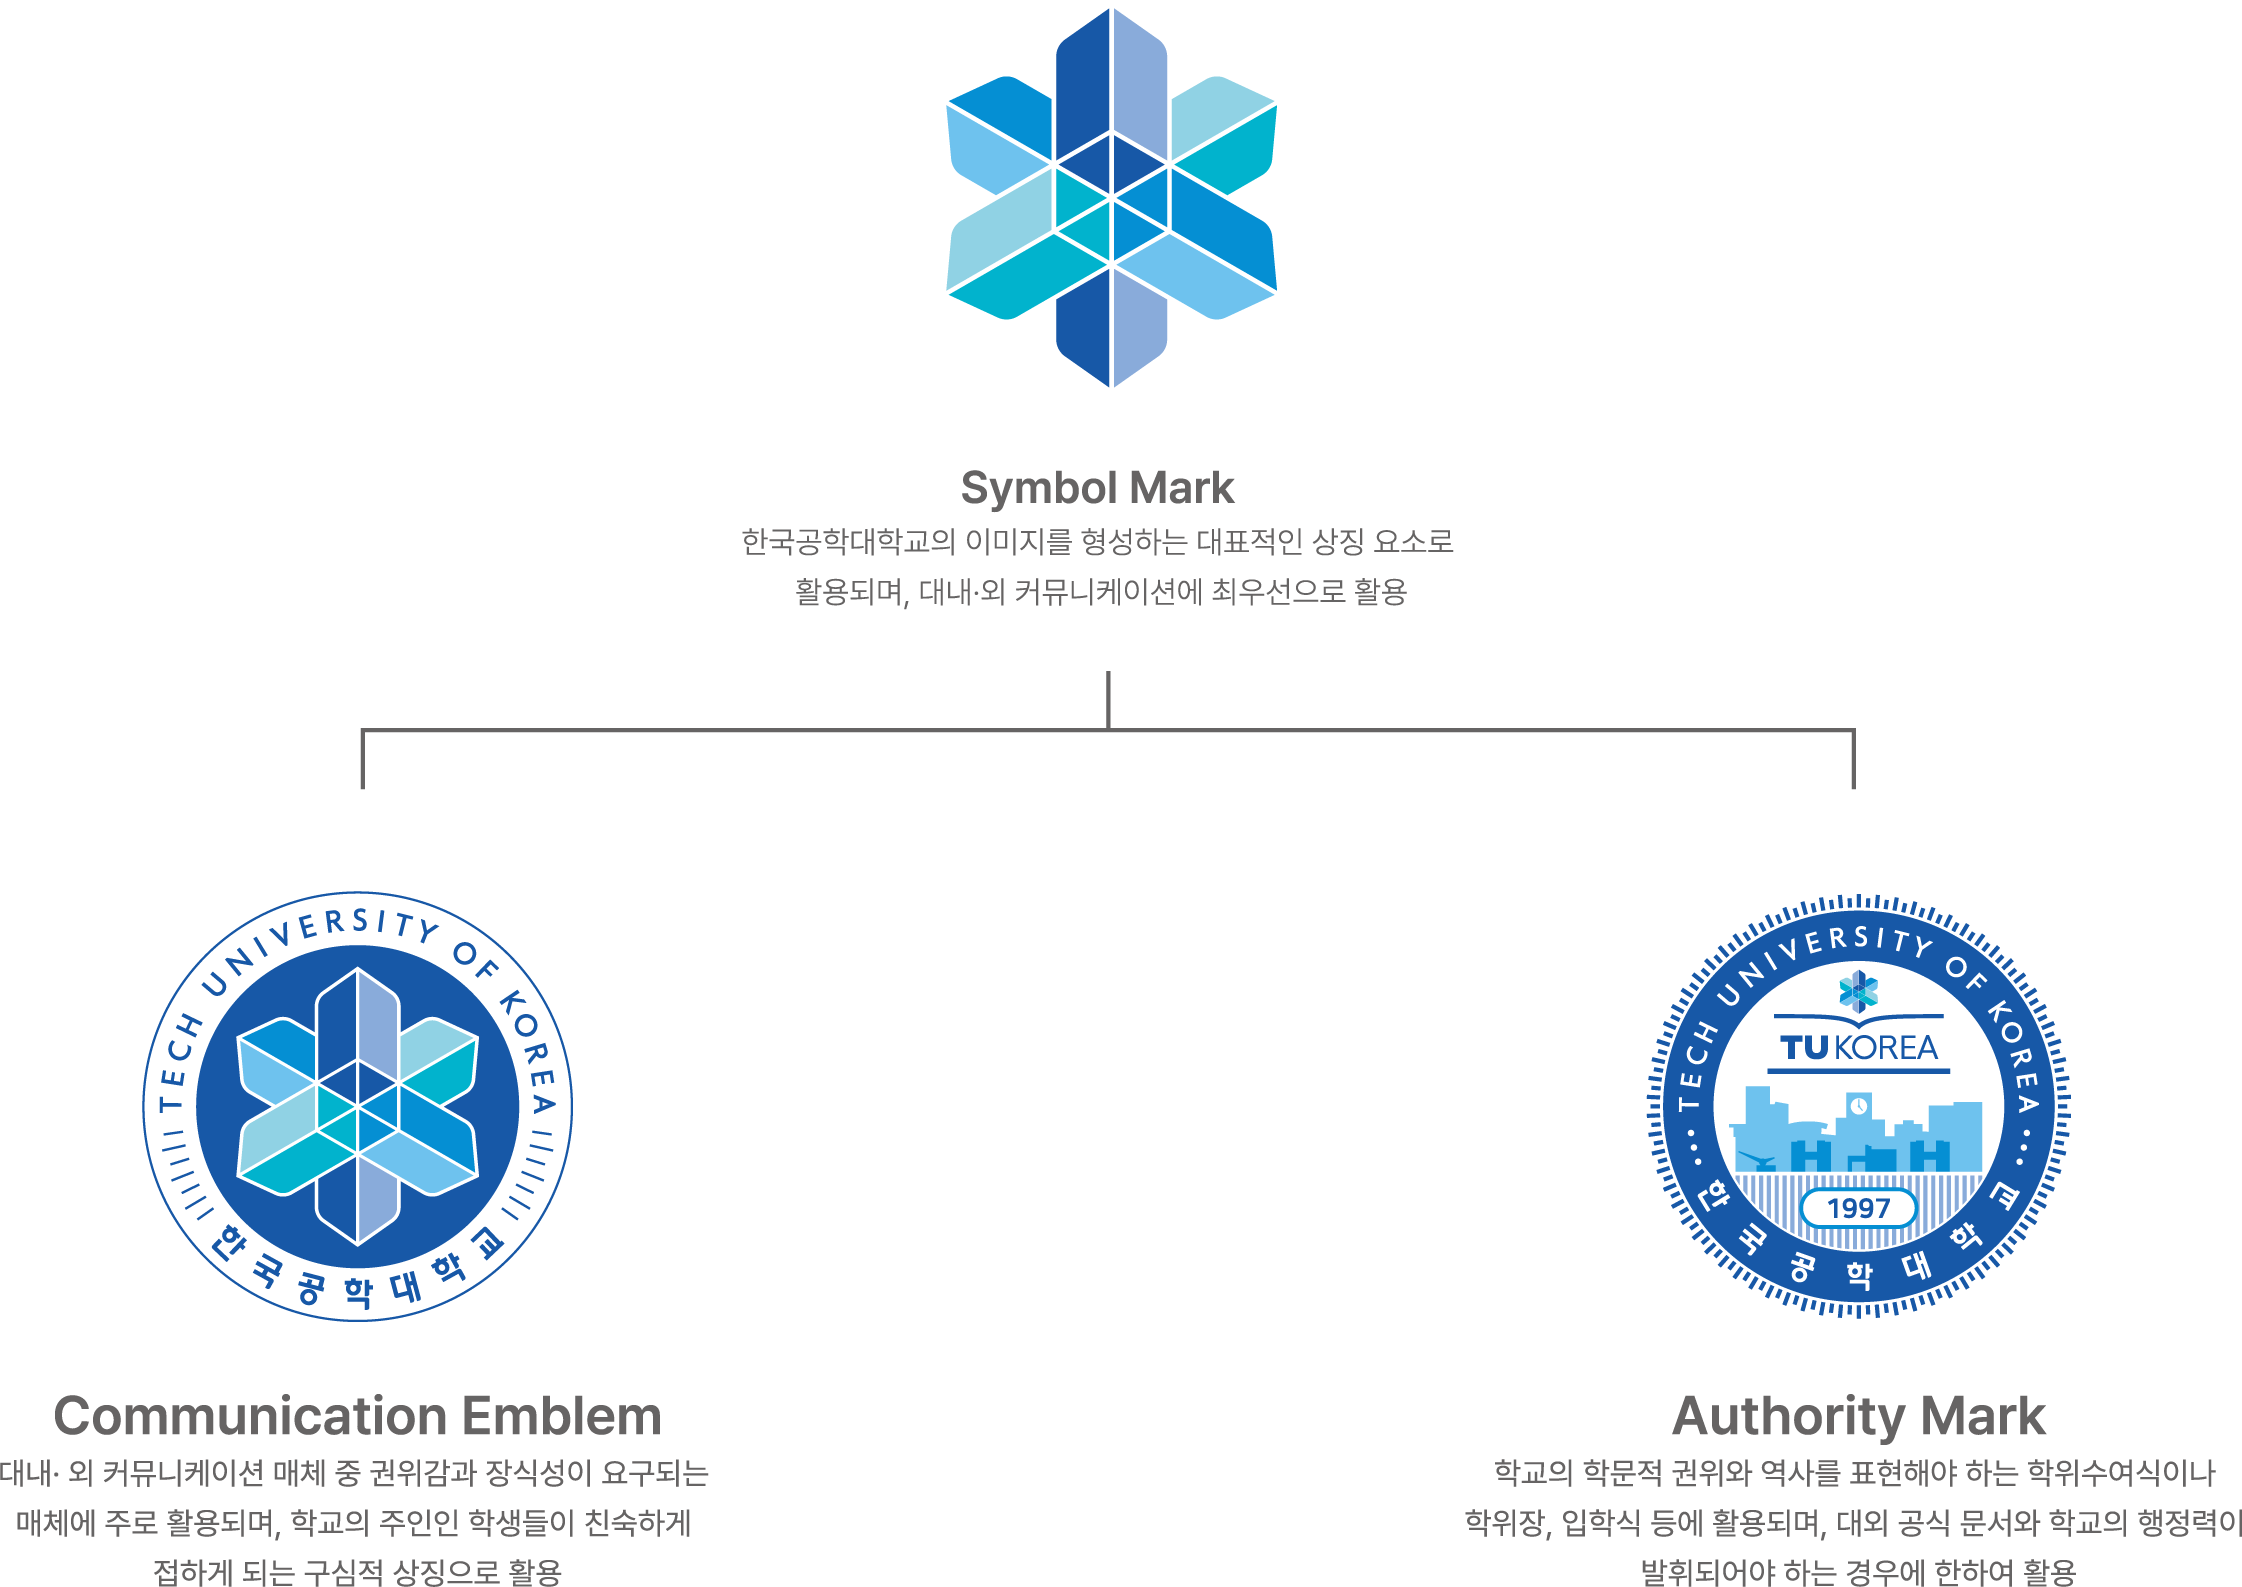 Symbol Mark
한국공학대학교의 이미지를 형성하는 대표적인 상징 요소로
활용되며, 대내·외 커뮤니케이션에 최우선으로 활용
TECH UNIVERSITY OF KOREA
한국공학대학교
Communication Emblem
대내· 외 커뮤니케이션 매체 중 권위감과 장식성이 요구되는
매체에 주로 활용되며, 학교의 주인인 학생들이 친숙하게
접하게 되는 구심적 상징으로 활용
TECH UNIVERSITY OF KOREA
TU KOREA
1997
한국공학대학교
Authority Mark
학교의 학문적 권위와 역사를 표현해야 하는 학위수여식이나
학위장, 입학식 등에 활용되며, 대외 공식 문서와 학교의 행정력이
발휘되어야 하는 경우에 한하여 활용